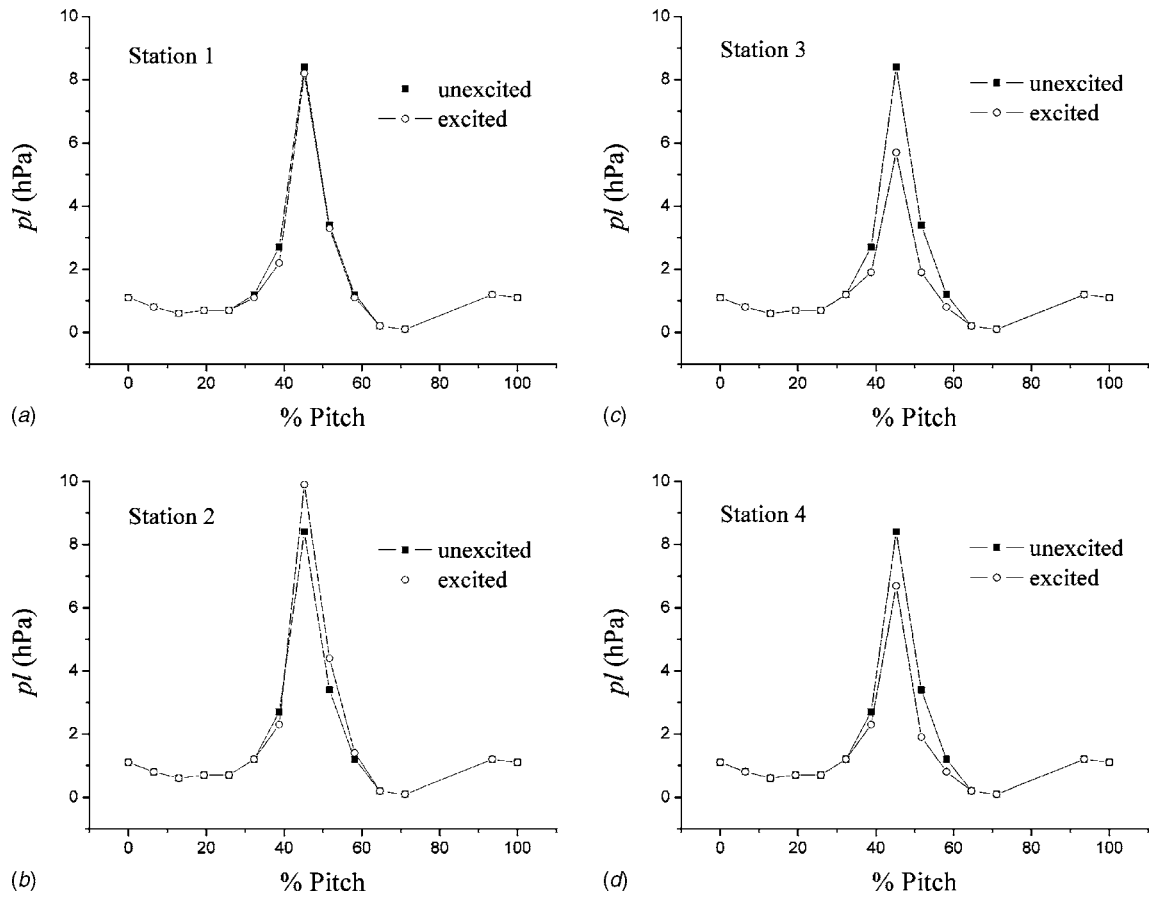 10
8
6
4
2
0
pl (hPa)
Station 1
unexcited
excited
0 20 40 60 80 100
% Pitch
(a)
10
8
6
4
2
0
pl (hPa)
Station 3
unexcited
excited
0 20 40 60 80 100
% Pitch
(c)
10
8
6
4
2
0
pl (hPa)
Station 2
unexcited
excited
0 20 40 60 80 100
% Pitch
(b)
10
8
6
4
2
0
pl (hPa)
Station 4
unexcited
excited
0 20 40 60 80 100
% Pitch
(d)